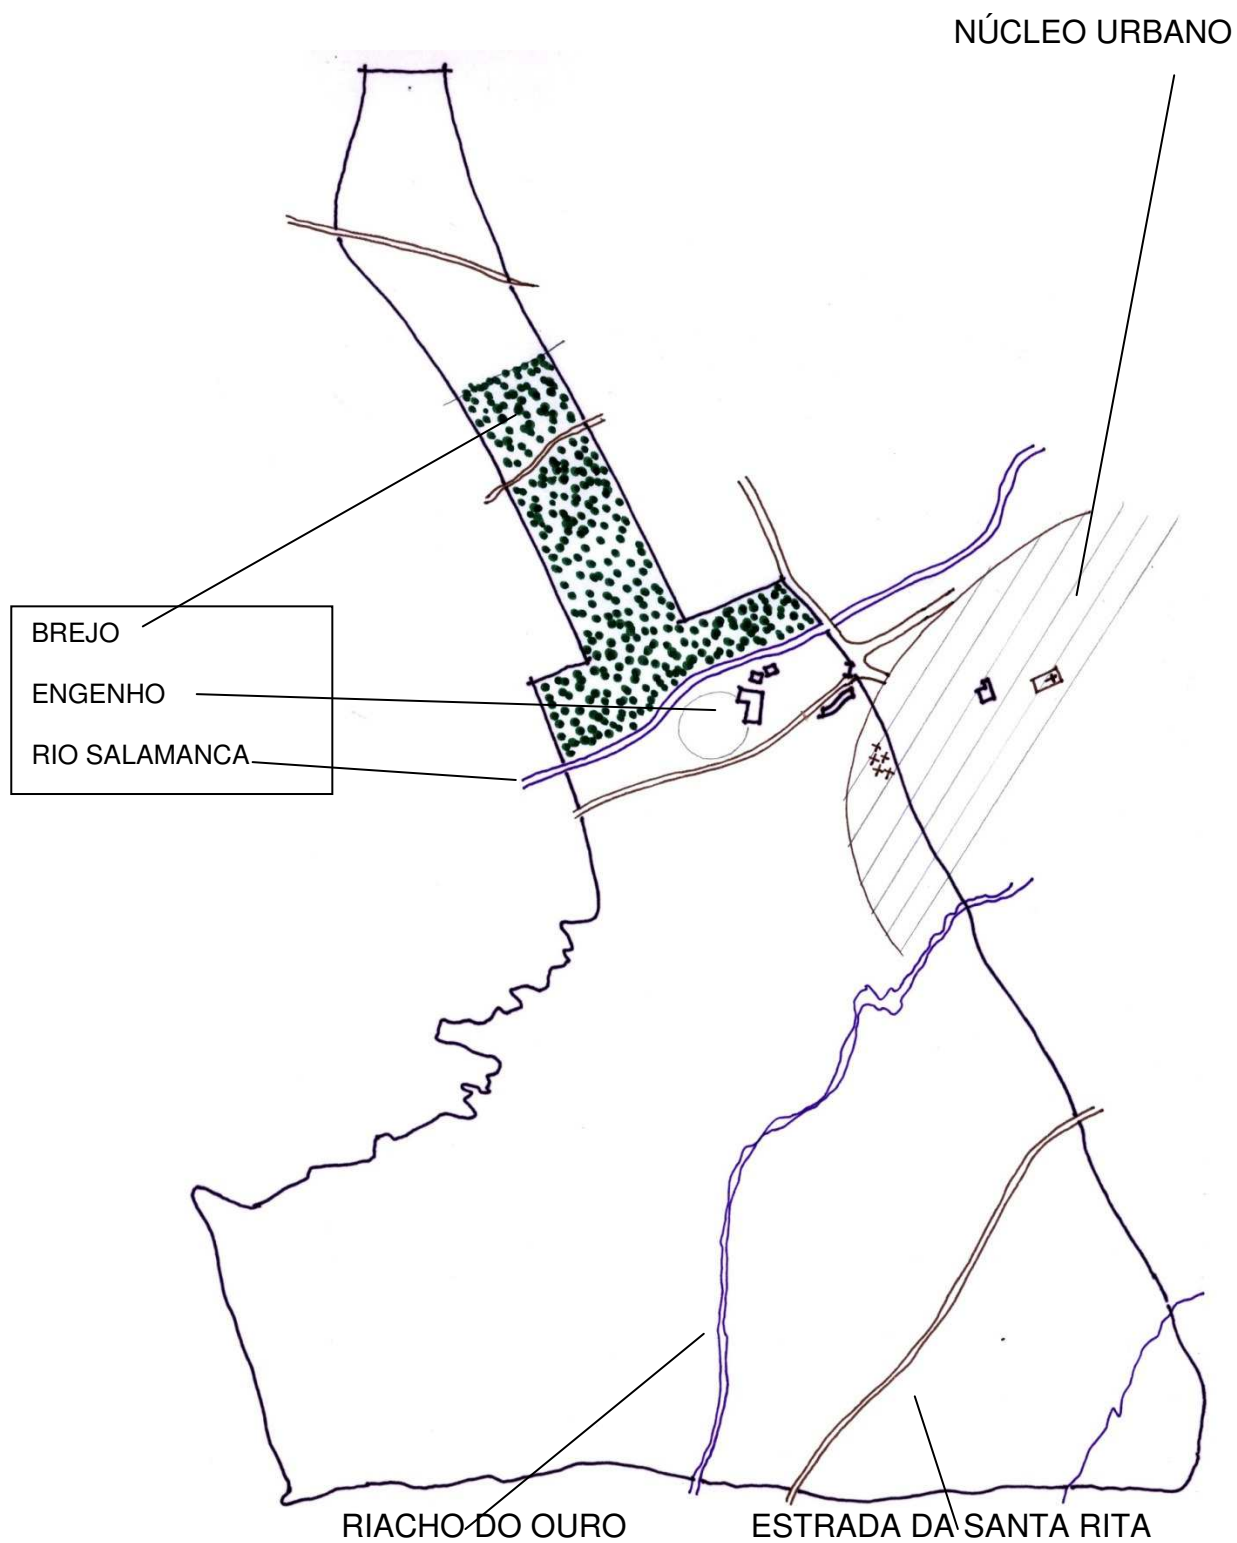 NÚCLEO URBANO
BREJO
ENGENHO
RIO SALAMANCA
RIACHO DO OURO
ESTRADA DA SANTA RITA